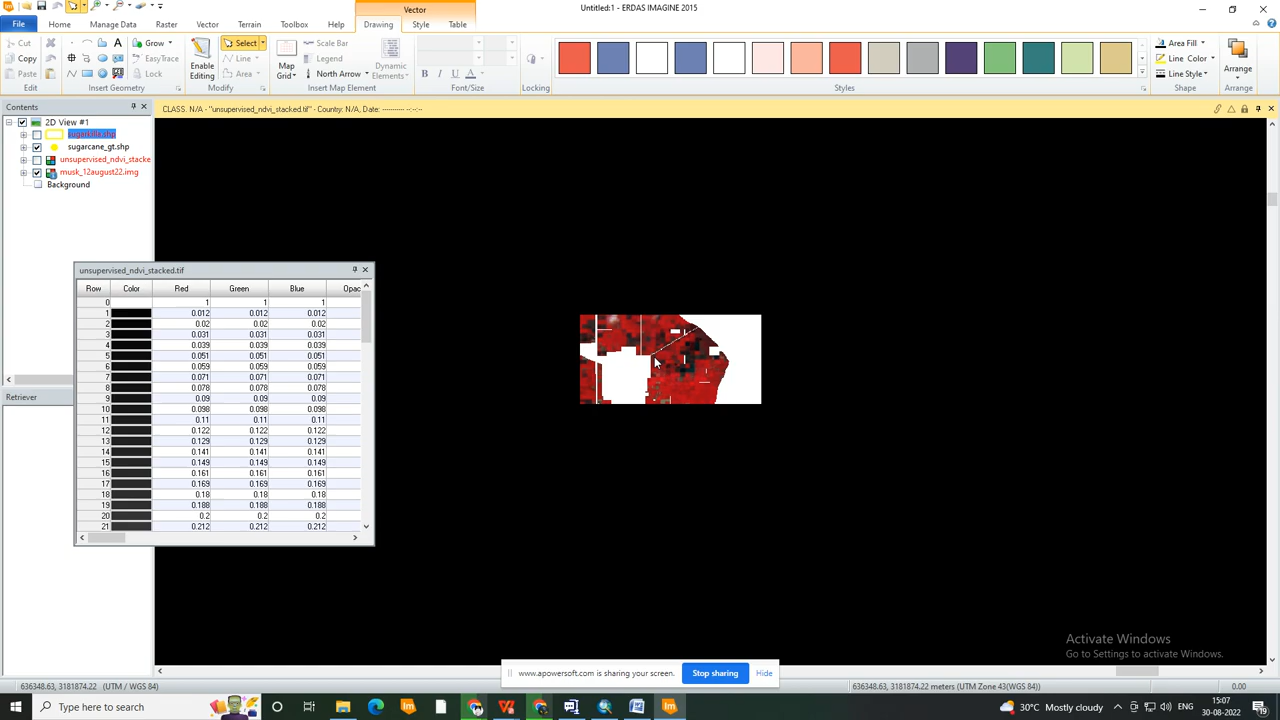 Untitled:1 - ERDAS IMAGINE 2015
Vector
File Home Manage Data Raster Vector Terrain Toolbox Help Drawing Style Table
Cut
Copy
Paste
Edit
A
Grow
EasyTrace
Lock
Insert Geometry
Enable Editing
Select
Line
Area
Modify
Map Grid
Scale Bar
North Arrow
Dynamic Elements
Insert Map Element
B I U A
Font/Size
Locking
Styles
Area Fill
Line Color
Line Style
Shape
Arrange
Arrange
Contents
2D View #1
sugarcane_gt.shp
unsupervised_ndvi_stacke
musk_12august22.img
Background
Retriever
CLASS: N/A - "unsupervised_ndvi_stacked.tif" - Country: N/A, Date: ----------- --:--:--
unsupervised_ndvi_stacked.tif
Row Color Red Green Blue Opac
0 1 1 1
1 0.012 0.012 0.012
2 0.02 0.02 0.02
3 0.031 0.031 0.031
4 0.039 0.039 0.039
5 0.051 0.051 0.051
6 0.059 0.059 0.059
7 0.071 0.071 0.071
8 0.078 0.078 0.078
9 0.09 0.09 0.09
10 0.098 0.098 0.098
11 0.11 0.11 0.11
12 0.122 0.122 0.122
13 0.129 0.129 0.129
14 0.141 0.141 0.141
15 0.149 0.149 0.149
16 0.161 0.161 0.161
17 0.169 0.169 0.169
18 0.18 0.18 0.18
19 0.188 0.188 0.188
20 0.2 0.2 0.2
21 0.212 0.212 0.212
Activate Windows
Go to Settings to activate Windows.
www.apowersoft.com is sharing your screen. Stop sharing Hide
636348.63, 3181874.22 (UTM / WGS 84) 636348.63, 3181874.22 meters (UTM Zone 43(WGS 84)) 0.00
Type here to search
30°C Mostly cloudy
15:07
30-08-2022